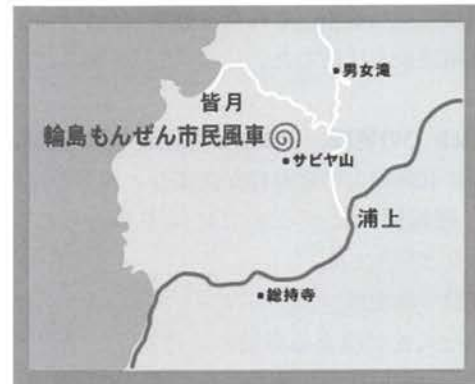 男女滝
皆月
輪島もんぜん市民風車
サビヤ山
浦上
総持寺